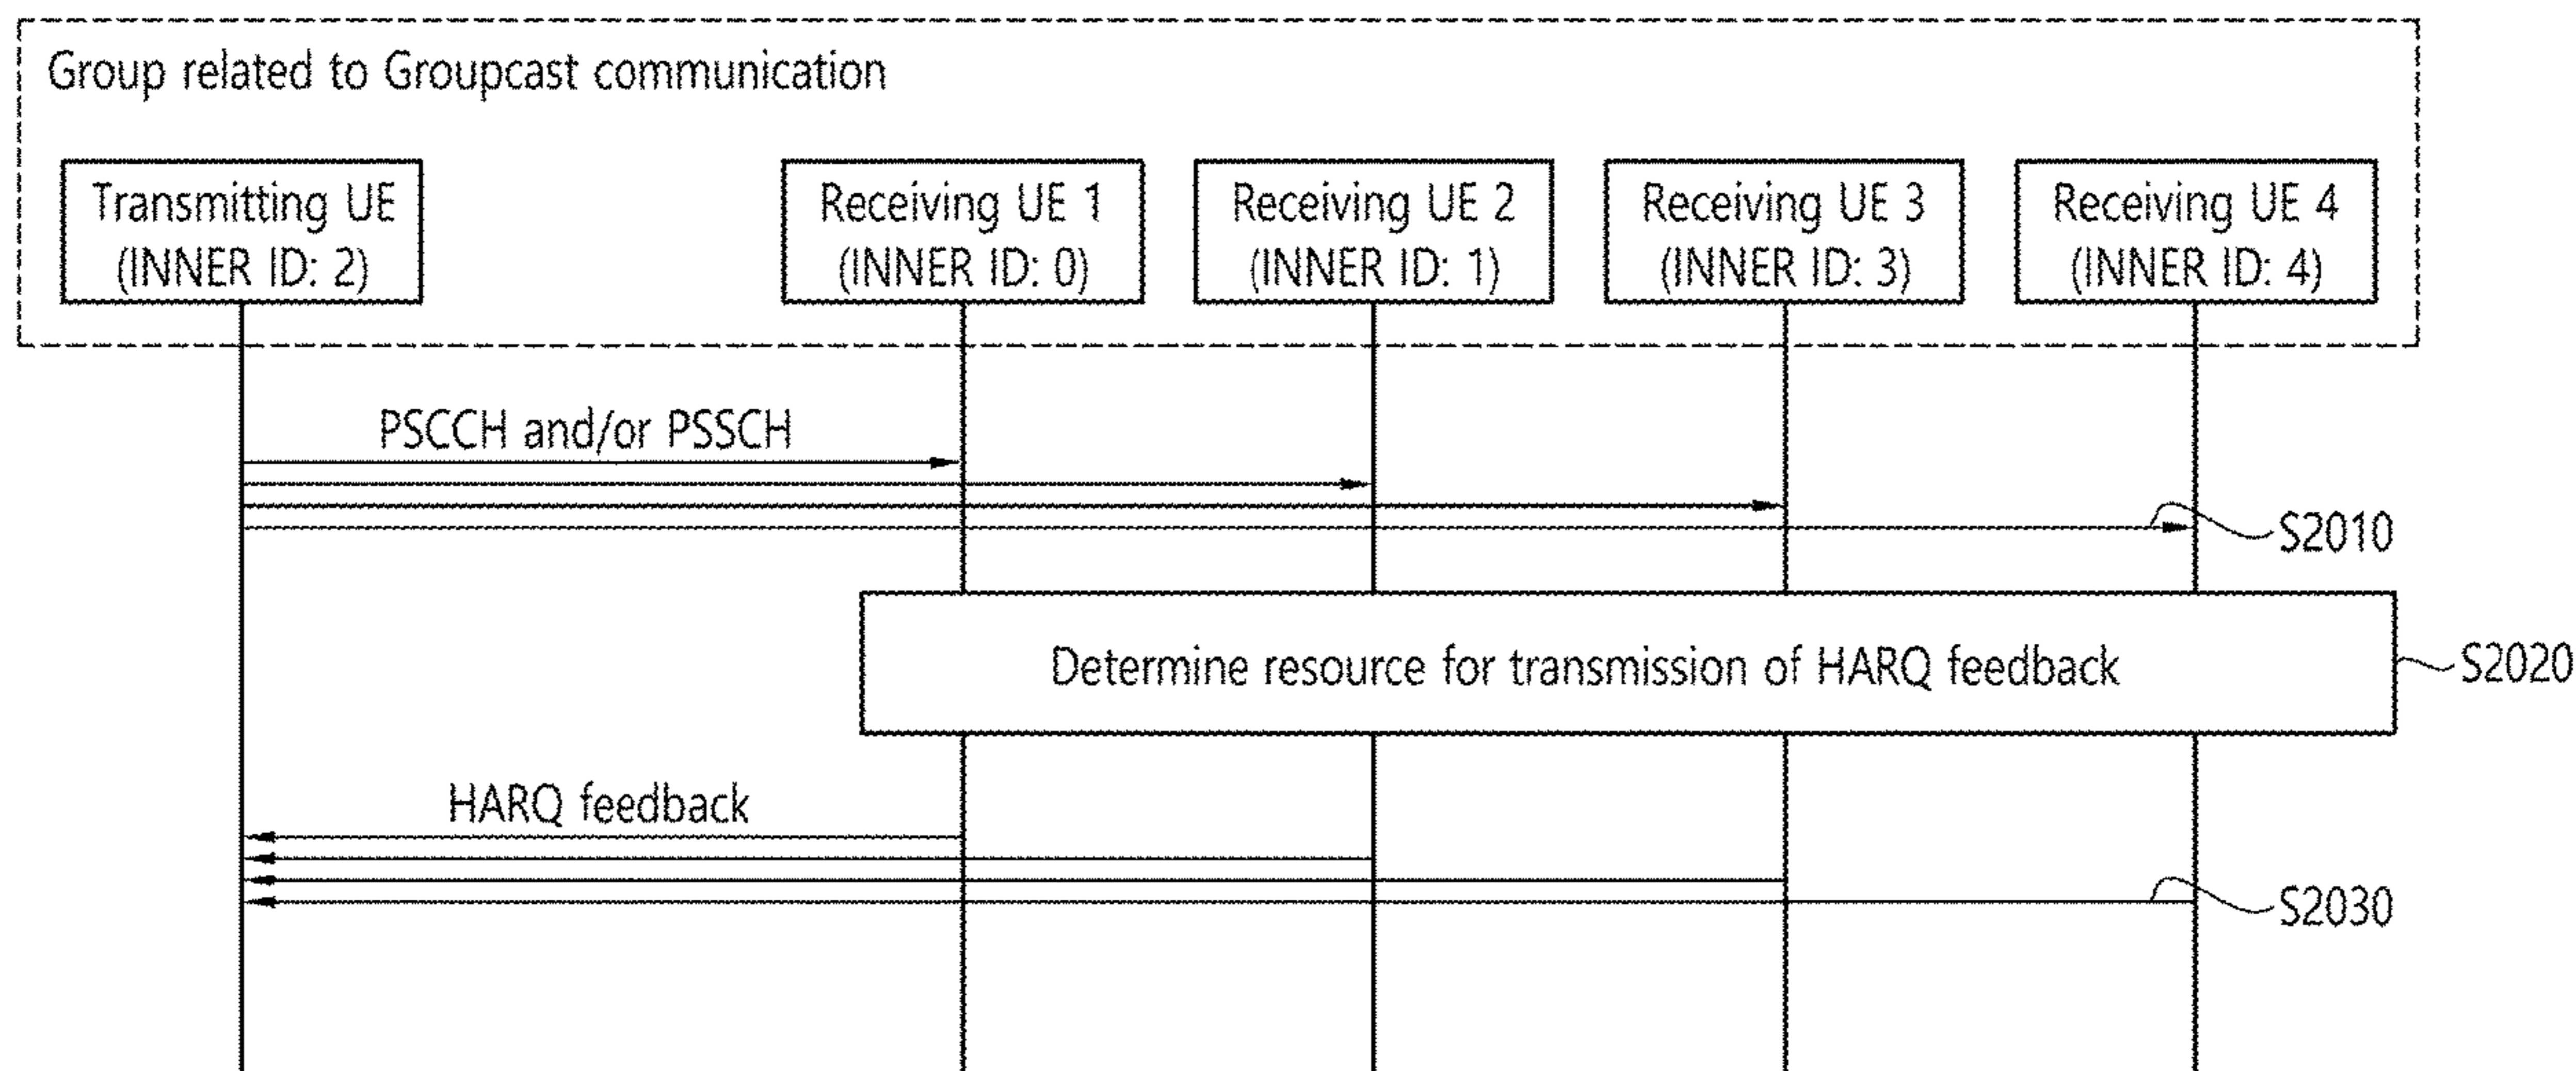 Group related to Groupcast communication
Transmitting UE
(INNER ID: 2)
Receiving UE 1
(INNER ID: 0)
Receiving UE 2
(INNER ID: 1)
Receiving UE 3
(INNER ID: 3)
Receiving UE 4
(INNER ID: 4)
PSCCH and/or PSSCH
S2010
Determine resource for transmission of HARQ feedback
S2020
HARQ feedback
S2030